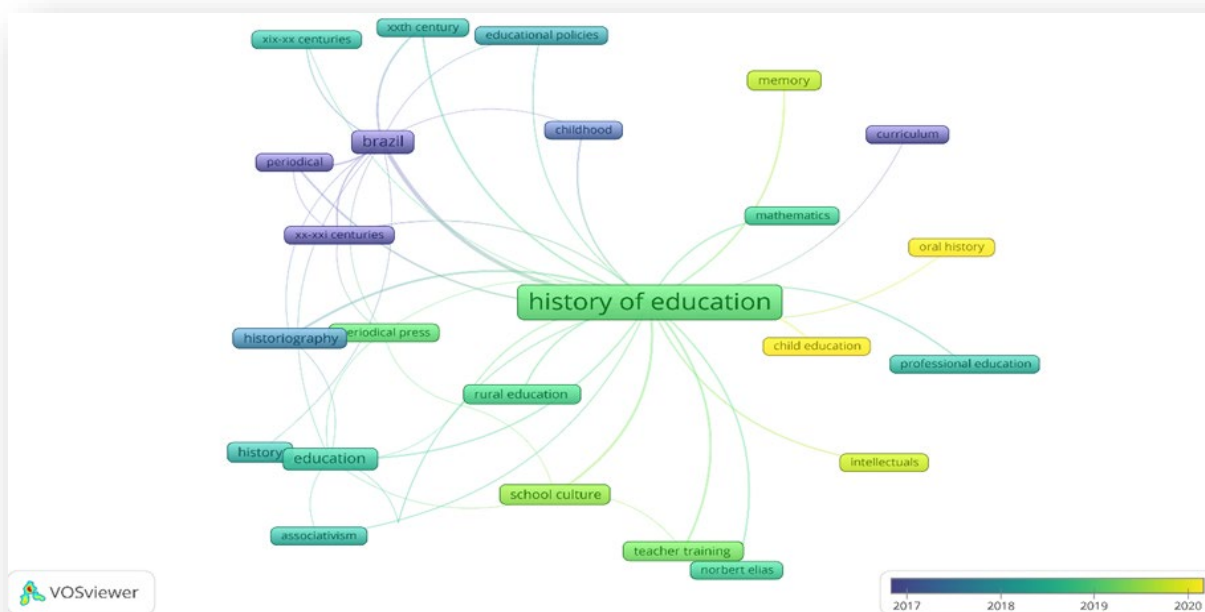 xix-xx centuries
xxth century
educational policies
memory
childhood
curriculum
brazil
periodical
mathematics
xx-xxi centuries
oral history
history of education
historiography
eriodical press
child education
professional education
rural education
history
education
intellectuals
school culture
associativism
teacher training
norbert elias
VOSviewer
2017 2018 2019 2020